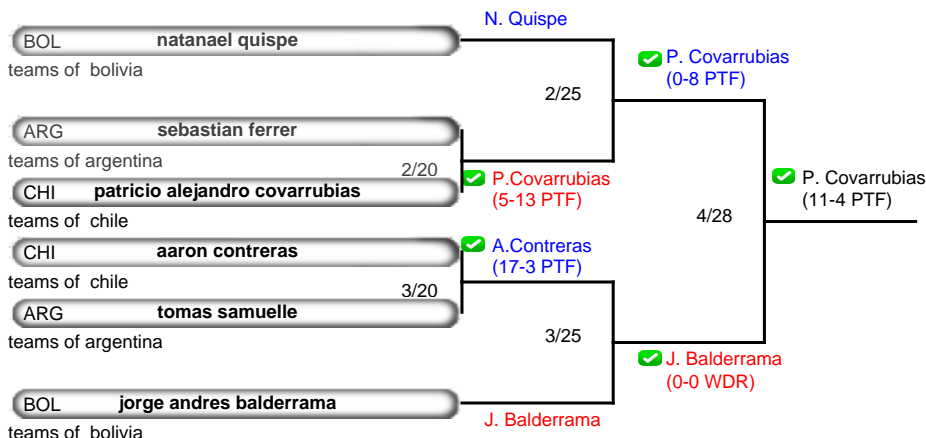 N. Quispe
BOL natanael quispe
teams of bolivia
P. Covarrubias
(0-8 PTF)
2/25
ARG sebastian ferrer
teams of argentina
2/20
P.Covarrubias
(5-13 PTF)
CHI patricio alejandro covarrubias
teams of chile
P. Covarrubias
(11-4 PTF)
4/28
CHI aaron contreras
teams of chile
A.Contreras
(17-3 PTF)
3/20
ARG tomas samuelle
teams of argentina
3/25
J. Balderrama
(0-0 WDR)
BOL jorge andres balderrama
J. Balderrama
teams of bolivia